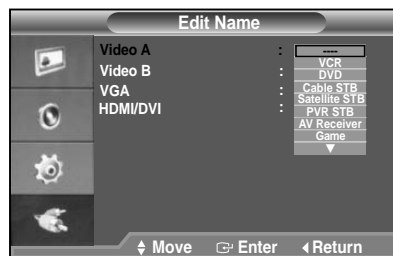 Edit Name
Video A : ----
Video B :
VGA :
HDMI/DVI :
VCR
DVD
Cable STB
Satellite STB
PVR STB
AV Receiver
Game
Move Enter Return